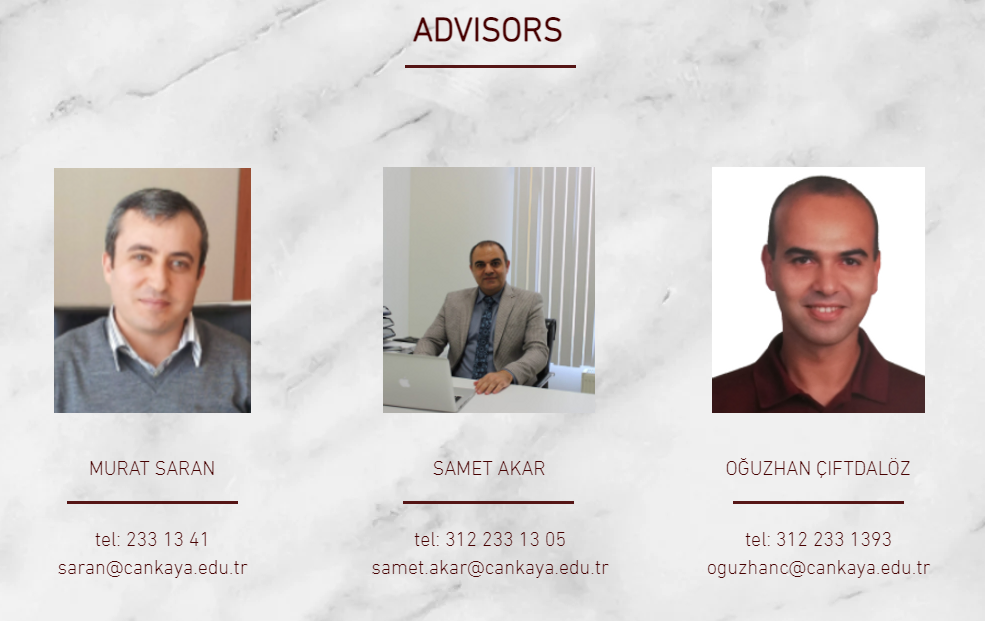 ADVISORS
MURAT SARAN
SAMET AKAR
OĞUZHAN ÇIFTDALÖZ
tel: 233 13 41
tel: 312 233 13 05
tel: 312 233 1393
saran@cankaya.edu.tr
samet.akar@cankaya.edu.tr
oguzhanc@cankaya.edu.tr